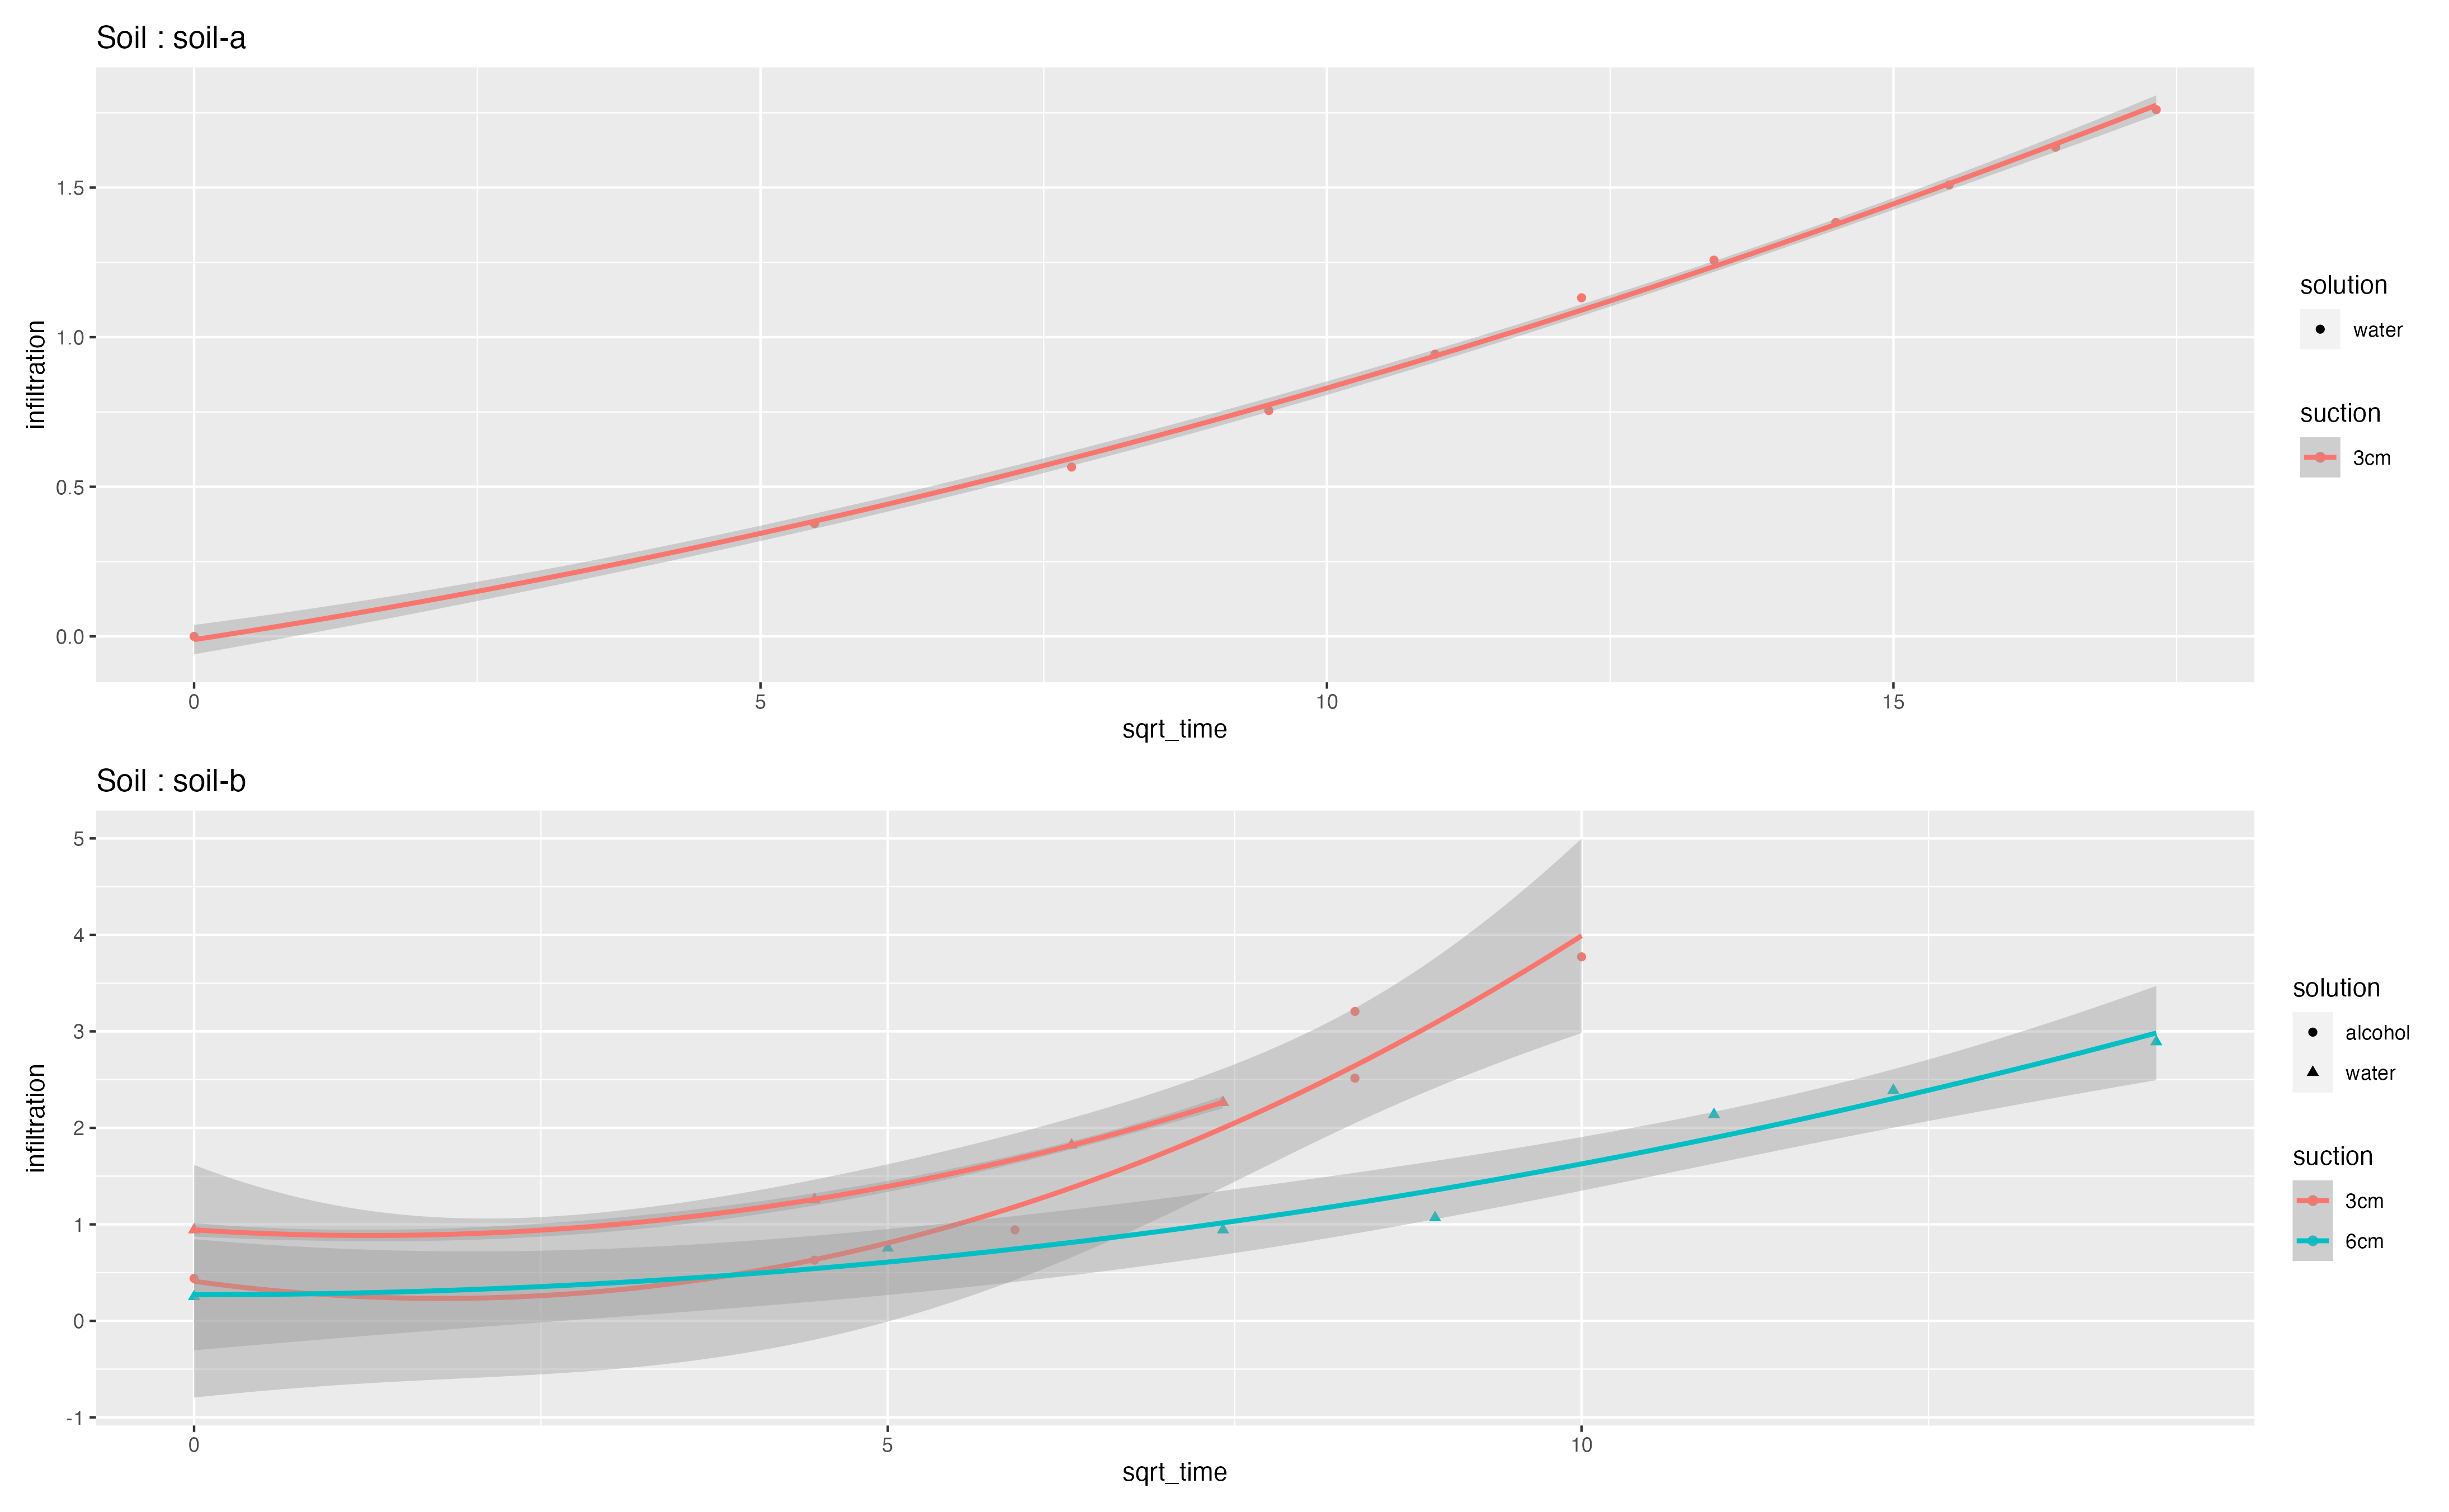 Soil : soil-a
infiltration
1.5
1.0
0.5
0.0
0 5 10 15
sqrt_time
solution
water
suction
3cm
Soil : soil-b
infiltration
5
4
3
2
1
0
-1
0 5 10
sqrt_time
solution
alcohol
water
suction
3cm
6cm